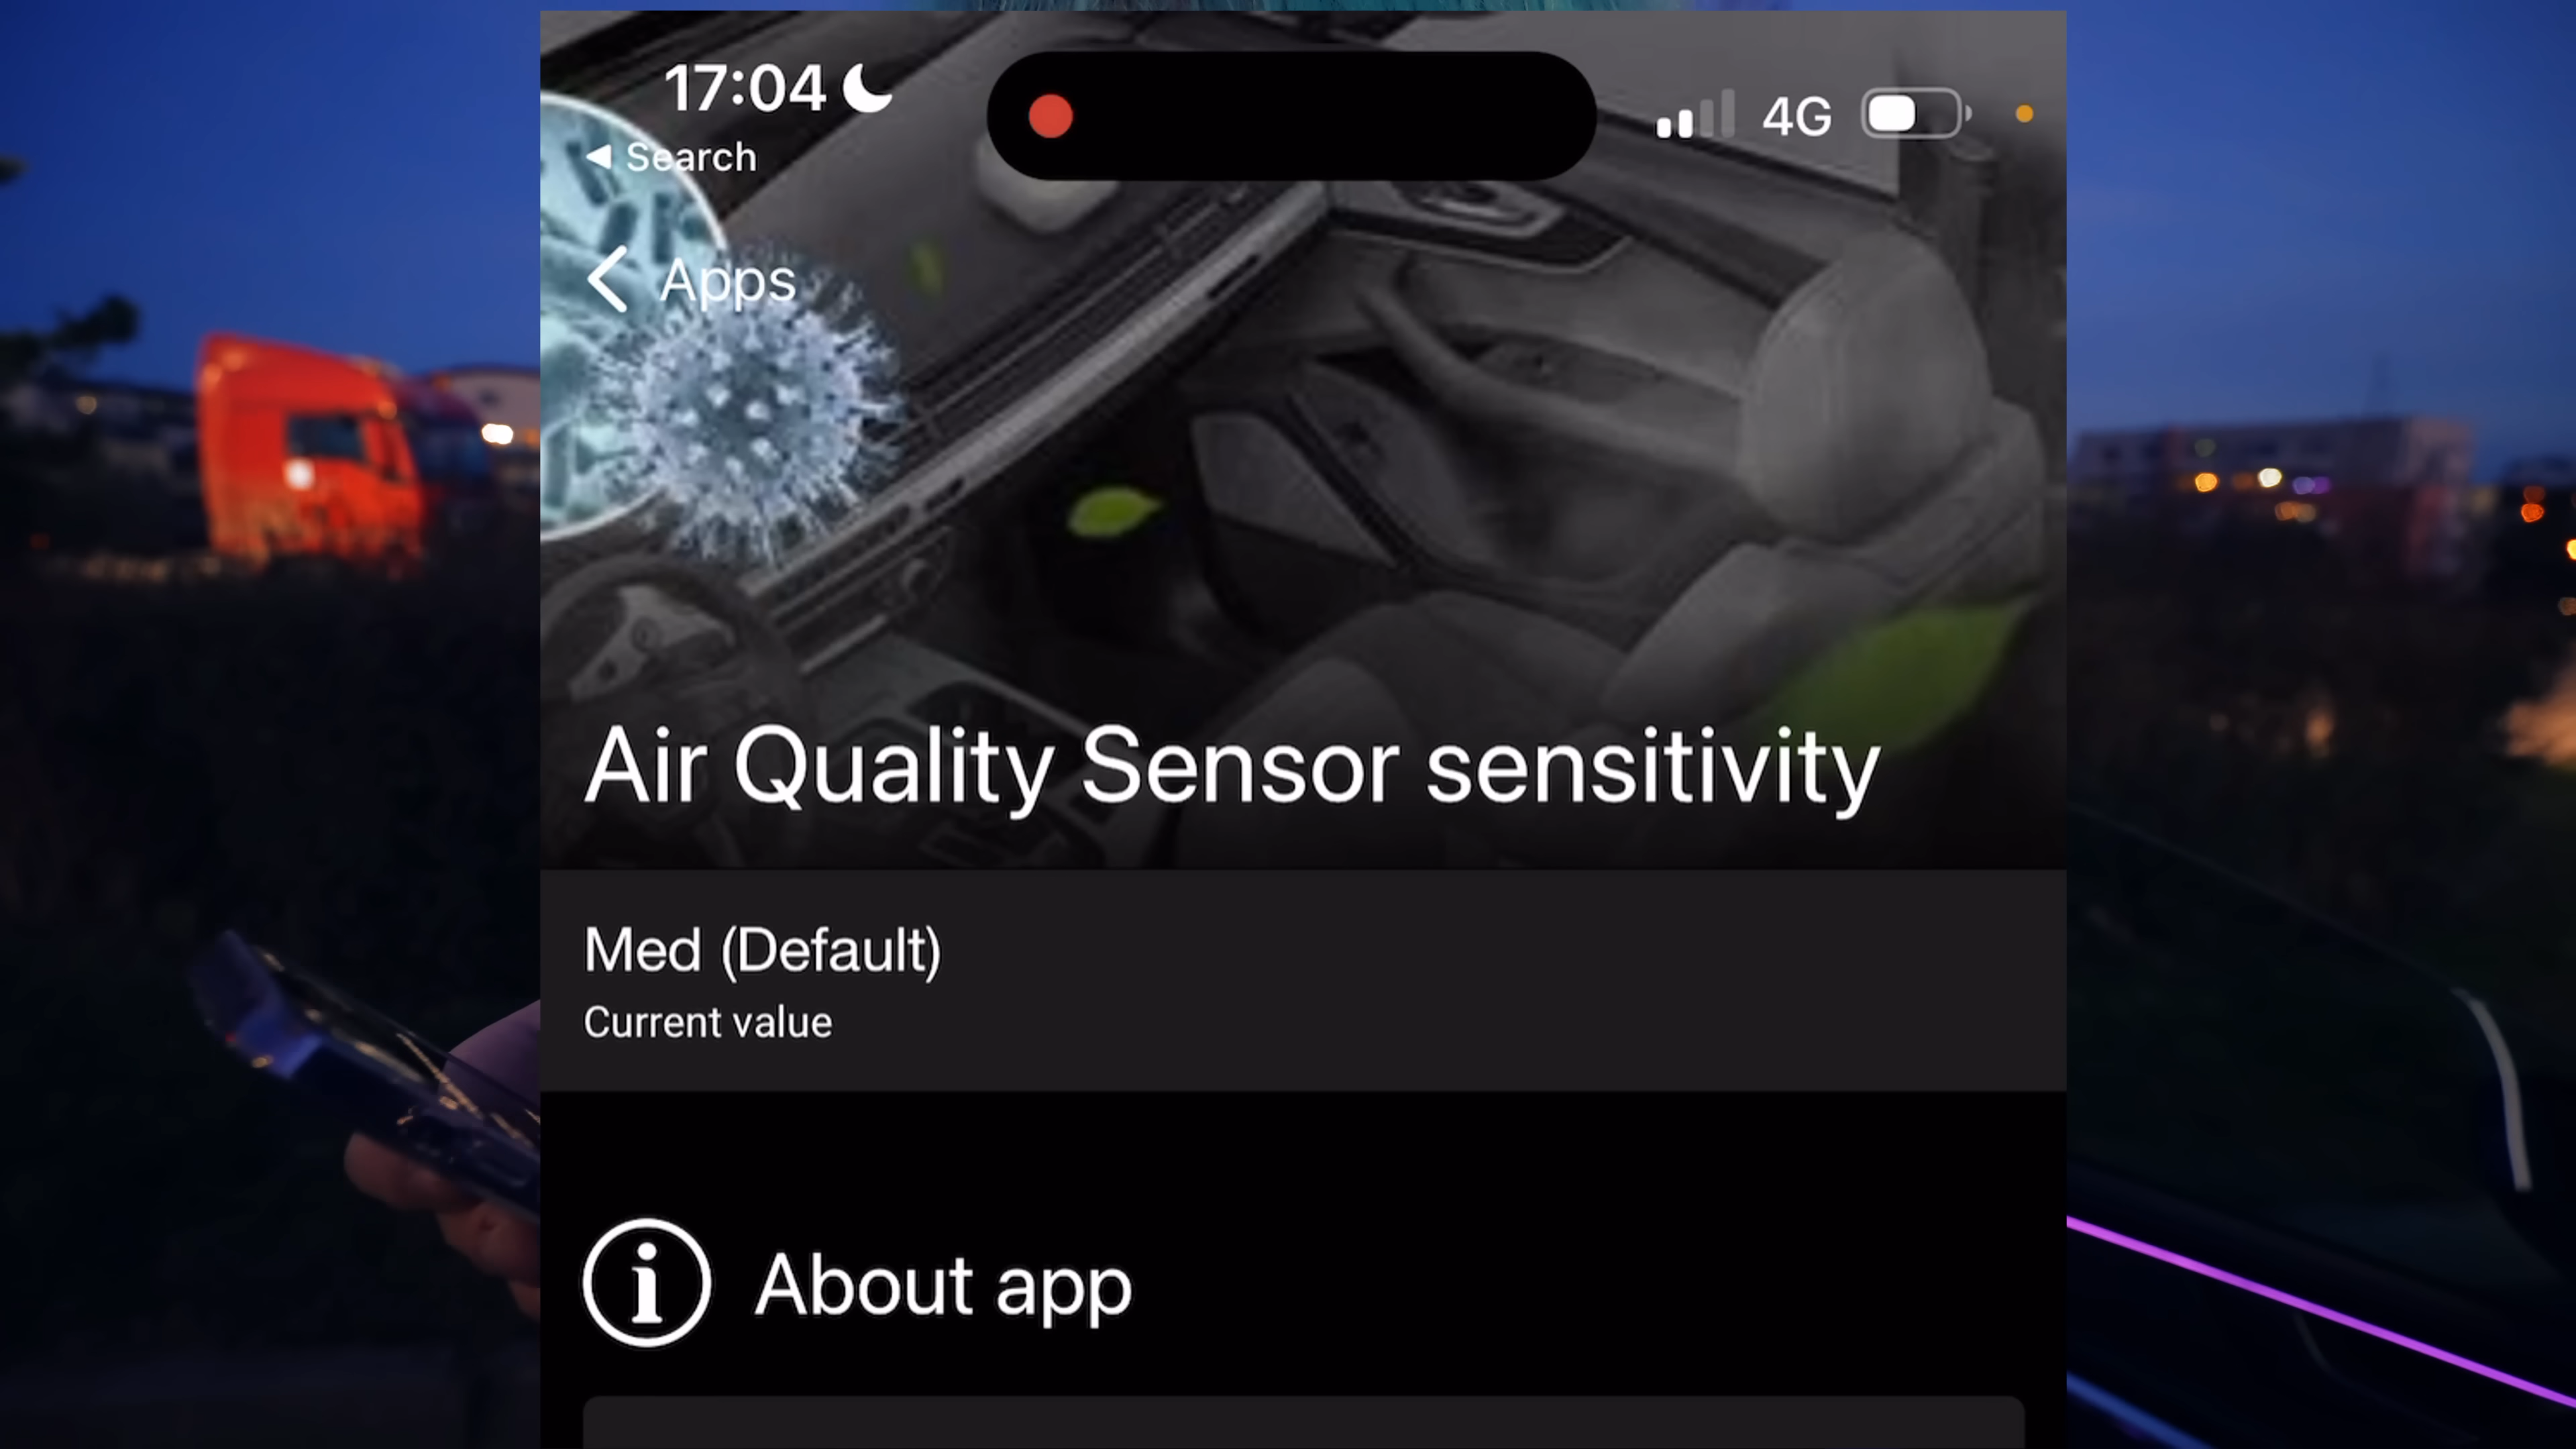 17:04
4G
Search
Apps
Air Quality Sensor sensitivity
Med (Default)
Current value
About app